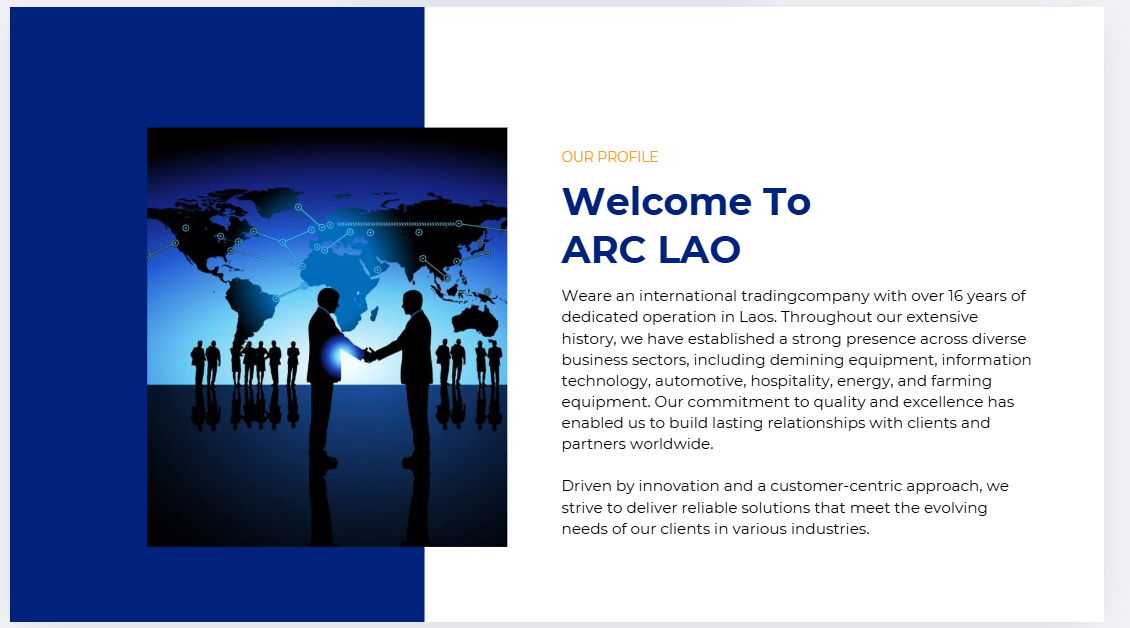 OUR PROFILE
Welcome To
ARC LAO
Weare an international tradingcompany with over 16 years of
dedicated operation in Laos. Throughout our extensive
history, we have established a strong presence across diverse
business sectors, including demining equipment, information
technology, automotive, hospitality, energy, and farming
equipment. Our commitment to quality and excellence has
enabled us to build lasting relationships with clients and
partners worldwide.
Driven by innovation and a customer-centric approach, we
strive to deliver reliable solutions that meet the evolving
needs of our clients in various industries.